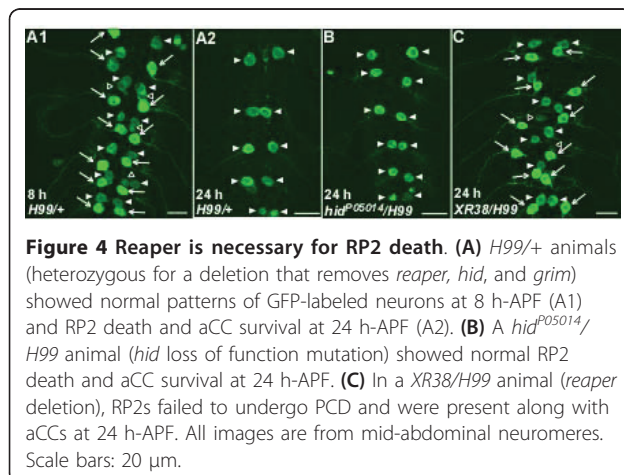 A1 A2 B C
8 h 24 h 24 h 24 h
H99/+ H99/+ hid^P05014/H99 XR38/H99
Figure 4 Reaper is necessary for RP2 death. (A) H99/+ animals
(heterozygous for a deletion that removes reaper, hid, and grim)
showed normal patterns of GFP-labeled neurons at 8 h-APF (A1)
and RP2 death and aCC survival at 24 h-APF (A2). (B) A hid^P05014/
H99 animal (hid loss of function mutation) showed normal RP2
death and aCC survival at 24 h-APF. (C) In a XR38/H99 animal (reaper
deletion), RP2s failed to undergo PCD and were present along with
aCCs at 24 h-APF. All images are from mid-abdominal neuromeres.
Scale bars: 20 μm.